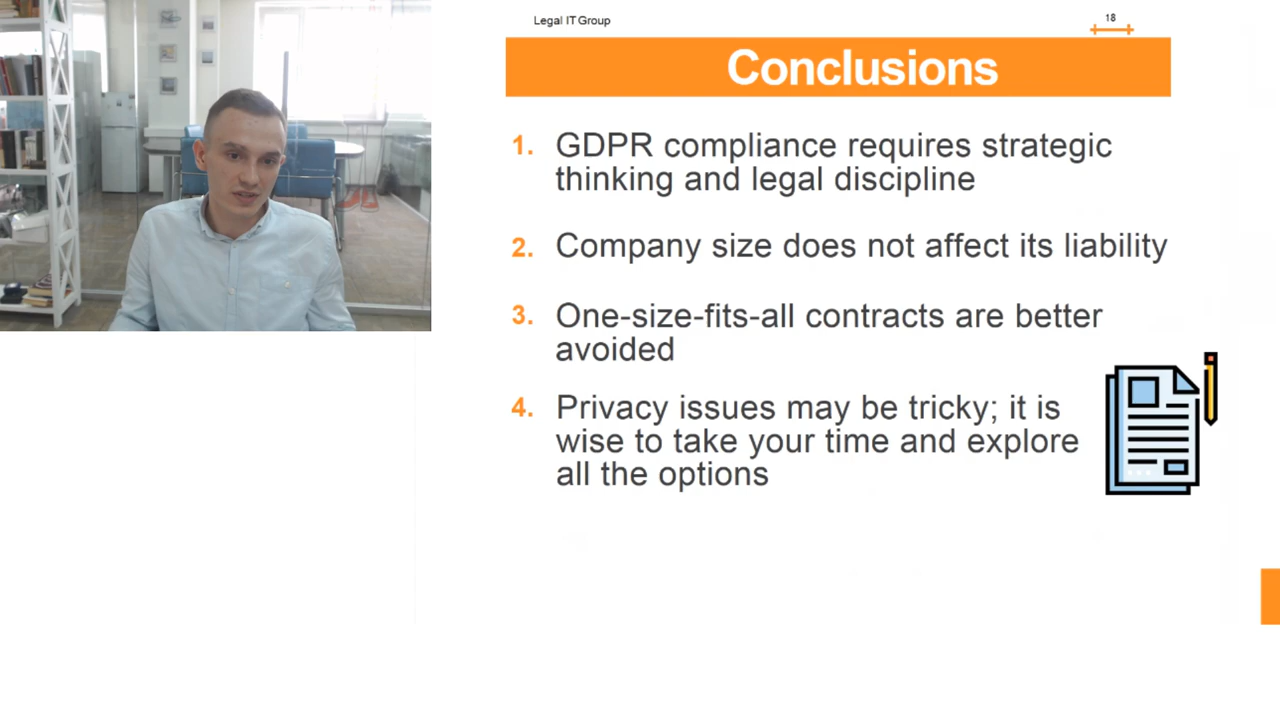 Legal IT Group
18
Conclusions
1. GDPR compliance requires strategic
thinking and legal discipline
2. Company size does not affect its liability
3. One-size-fits-all contracts are better
avoided
4. Privacy issues may be tricky; it is
wise to take your time and explore
all the options